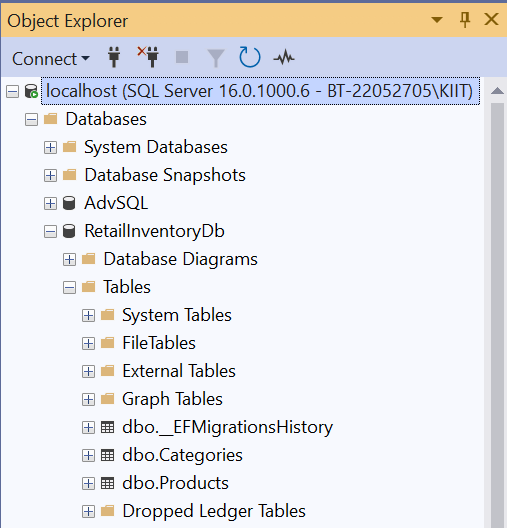 Object Explorer
Connect
localhost (SQL Server 16.0.1000.6 - BT-22052705\KIIT)
Databases
System Databases
Database Snapshots
AdvSQL
RetailInventoryDb
Database Diagrams
Tables
System Tables
FileTables
External Tables
Graph Tables
dbo.__EFMigrationsHistory
dbo.Categories
dbo.Products
Dropped Ledger Tables